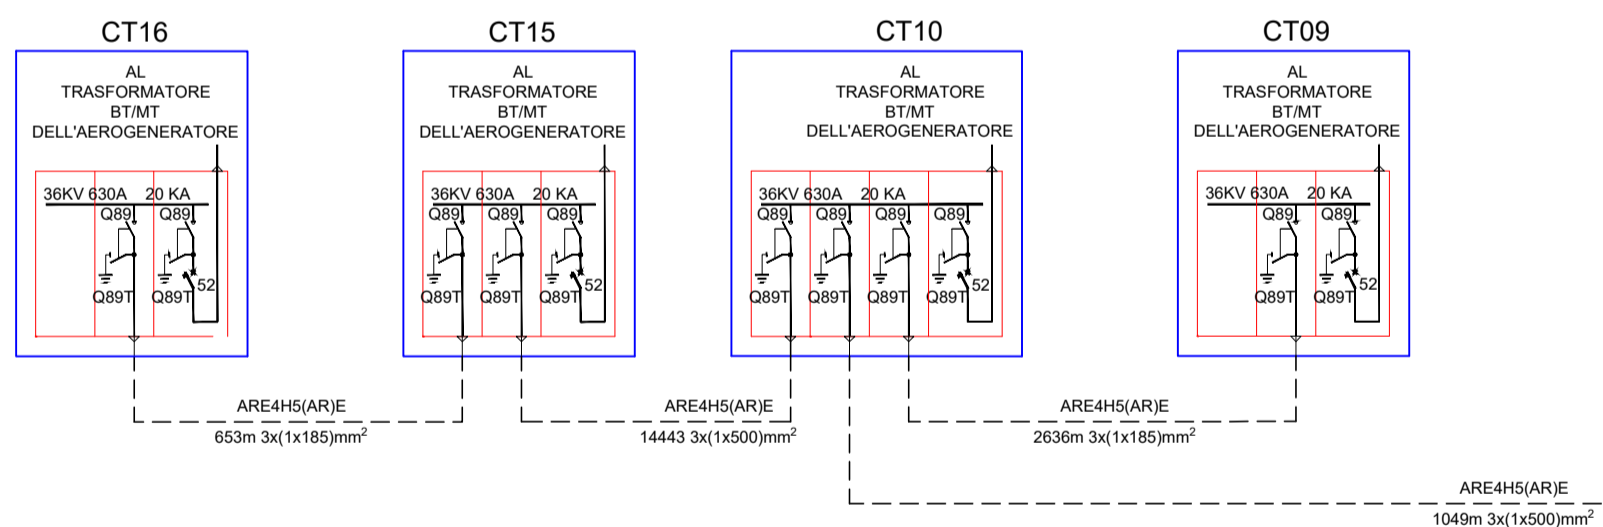 CT16
AL
TRASFORMATORE
BT/MT
DELL'AEROGENERATORE
36KV 630A 20 KA
Q89 Q89
52
Q89T Q89T
CT15
AL
TRASFORMATORE
BT/MT
DELL'AEROGENERATORE
36KV 630A 20 KA
Q89 Q89 Q89
52
Q89T Q89T Q89T
CT10
AL
TRASFORMATORE
BT/MT
DELL'AEROGENERATORE
36KV 630A 20 KA
Q89 Q89 Q89 Q89
52
Q89T Q89T Q89T Q89T
CT09
AL
TRASFORMATORE
BT/MT
DELL'AEROGENERATORE
36KV 630A 20 KA
Q89 Q89
52
Q89T Q89T
ARE4H5(AR)E
653m 3x(1x185)mm²
ARE4H5(AR)E
14443 3x(1x500)mm²
ARE4H5(AR)E
2636m 3x(1x185)mm²
ARE4H5(AR)E
1049m 3x(1x500)mm²